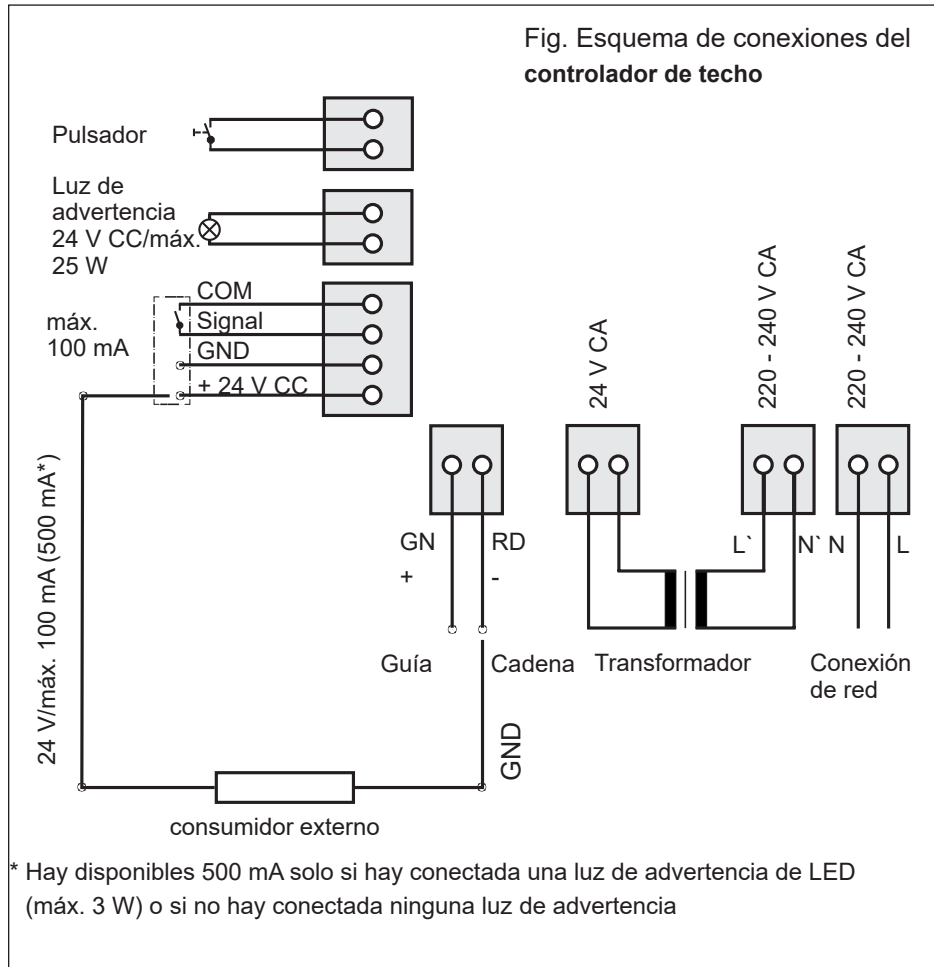 Fig. Esquema de conexiones del
controlador de techo
Pulsador
Luz de
advertencia
24 V CC/máx.
25 W
máx.
100 mA
COM
Signal
GND
+ 24 V CC
24 V/máx. 100 mA (500 mA*)
GN
RD
+
-
Guía
Cadena
GND
consumidor externo
24 V CA
220 - 240 V CA
220 - 240 V CA
L`
N`
N
L
Transformador
Conexión
de red
* Hay disponibles 500 mA solo si hay conectada una luz de advertencia de LED
(máx. 3 W) o si no hay conectada ninguna luz de advertencia